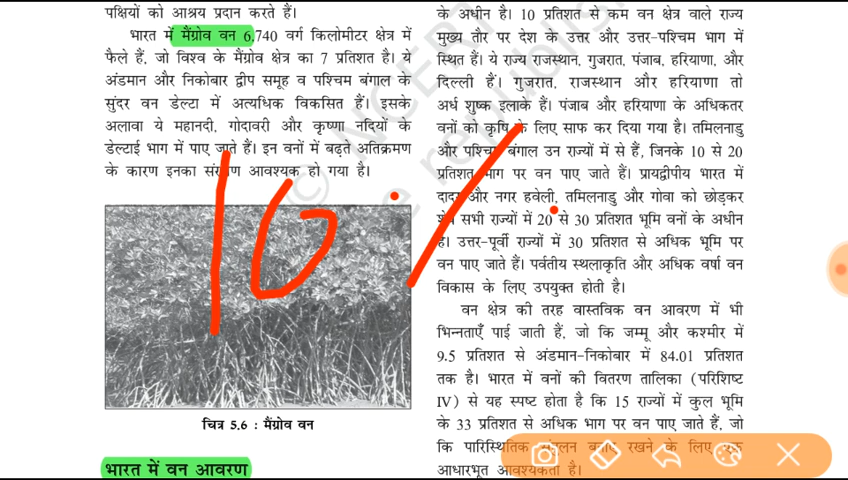 पक्षियों को आश्रय प्रदान करते हैं।
भारत में मैंग्रोव वन 6,740 वर्ग किलोमीटर क्षेत्र में
फैले हैं, जो विश्व के मैंग्रोव क्षेत्र का 7 प्रतिशत है। ये
अंडमान और निकोबार द्वीप समूह व पश्चिम बंगाल के
सुंदर वन डेल्टा में अत्यधिक विकसित हैं। इसके
अलावा ये महानदी, गोदावरी और कृष्णा नदियों के
डेल्टाई भाग में पाए जाते हैं। इन वनों में बढ़ते अतिक्रमण
के कारण इनका संरक्षण आवश्यक हो गया है।
10%
चित्र 5.6 : मैंग्रोव वन
भारत में वन आवरण
के अधीन है। 10 प्रतिशत से कम वन क्षेत्र वाले राज्य
मुख्य तौर पर देश के उत्तर और उत्तर-पश्चिम भाग में
स्थित हैं। ये राज्य राजस्थान, गुजरात, पंजाब, हरियाणा, और
दिल्ली हैं। गुजरात, राजस्थान और हरियाणा तो
अर्ध शुष्क इलाके हैं। पंजाब और हरियाणा के अधिकतर
वनों को कृषि के लिए साफ कर दिया गया है। तमिलनाडु
और पश्चिम बंगाल उन राज्यों में से हैं, जिनके 10 से 20
प्रतिशत भाग पर वन पाए जाते हैं। प्रायद्वीपीय भारत में
दादरा और नगर हवेली, तमिलनाडु और गोवा को छोड़कर
शेष सभी राज्यों में 20 से 30 प्रतिशत भूमि वनों के अधीन
है। उत्तर-पूर्वी राज्यों में 30 प्रतिशत से अधिक भूमि पर
वन पाए जाते हैं। पर्वतीय स्थलाकृति और अधिक वर्षा वन
विकास के लिए उपयुक्त होती है।
वन क्षेत्र की तरह वास्तविक वन आवरण में भी
भिन्नताएँ पाई जाती हैं, जो कि जम्मू और कश्मीर में
9.5 प्रतिशत से अंडमान-निकोबार में 84.01 प्रतिशत
तक है। भारत में वनों की वितरण तालिका (परिशिष्ट
IV) से यह स्पष्ट होता है कि 15 राज्यों में कुल भूमि
के 33 प्रतिशत से अधिक भाग पर वन पाए जाते हैं, जो
कि पारिस्थितिक संतुलन बनाए रखने के लिए एक
आधारभूत आवश्यकता है।
© NCERT